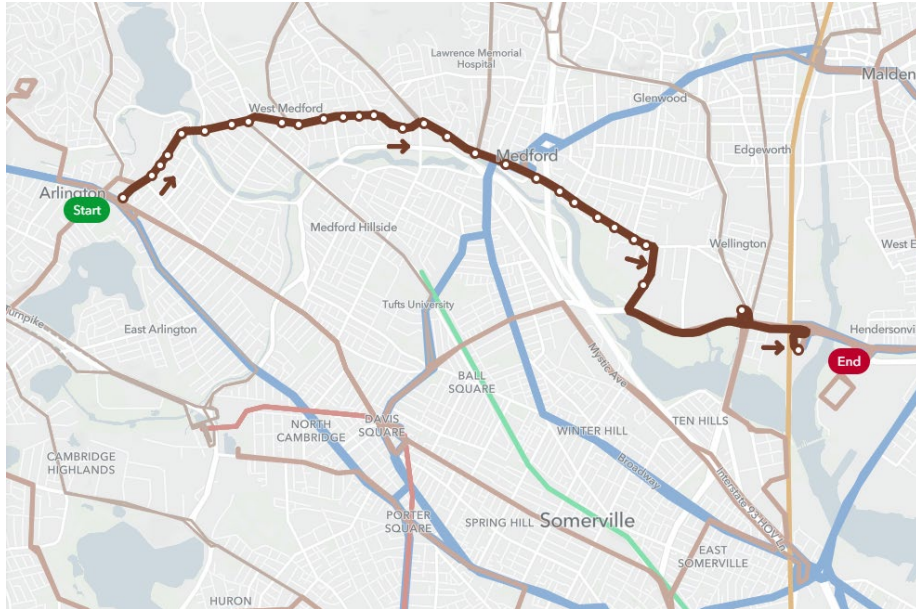 Lawrence Memorial
Hospital
Malden
Glenwood
West Medford
Edgeworth
Medford
Arlington
Start
Medford Hillside
Wellington
West E
Tufts University
East Arlington
Hendersonvil
End
Mystic Ave
BALL
SQUARE
NORTH
CAMBRIDGE
DAVIS
SQUARE
TEN HILLS
WINTER HILL
CAMBRIDGE
HIGHLANDS
Broadway
Interstate 93 HOV Ln
PORTER
SQUARE
SPRING HILL
Somerville
EAST
SOMERVILLE
HURON